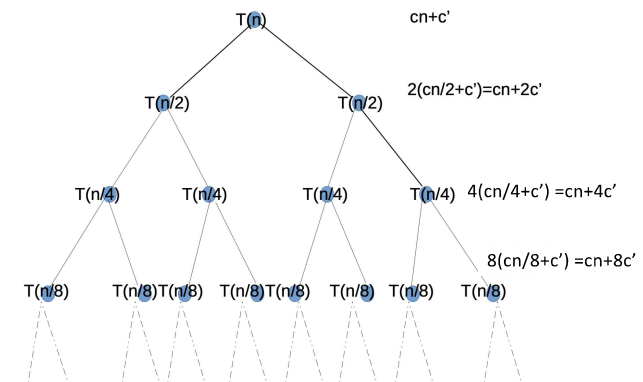 T(n) cn+c'
T(n/2) T(n/2) 2(cn/2+c')=cn+2c'
T(n/4) T(n/4) T(n/4) T(n/4) 4(cn/4+c’) =cn+4c’
8(cn/8+c’) =cn+8c’
T(n/8) T(n/8) T(n/8) T(n/8) T(n/8) T(n/8) T(n/8) T(n/8)